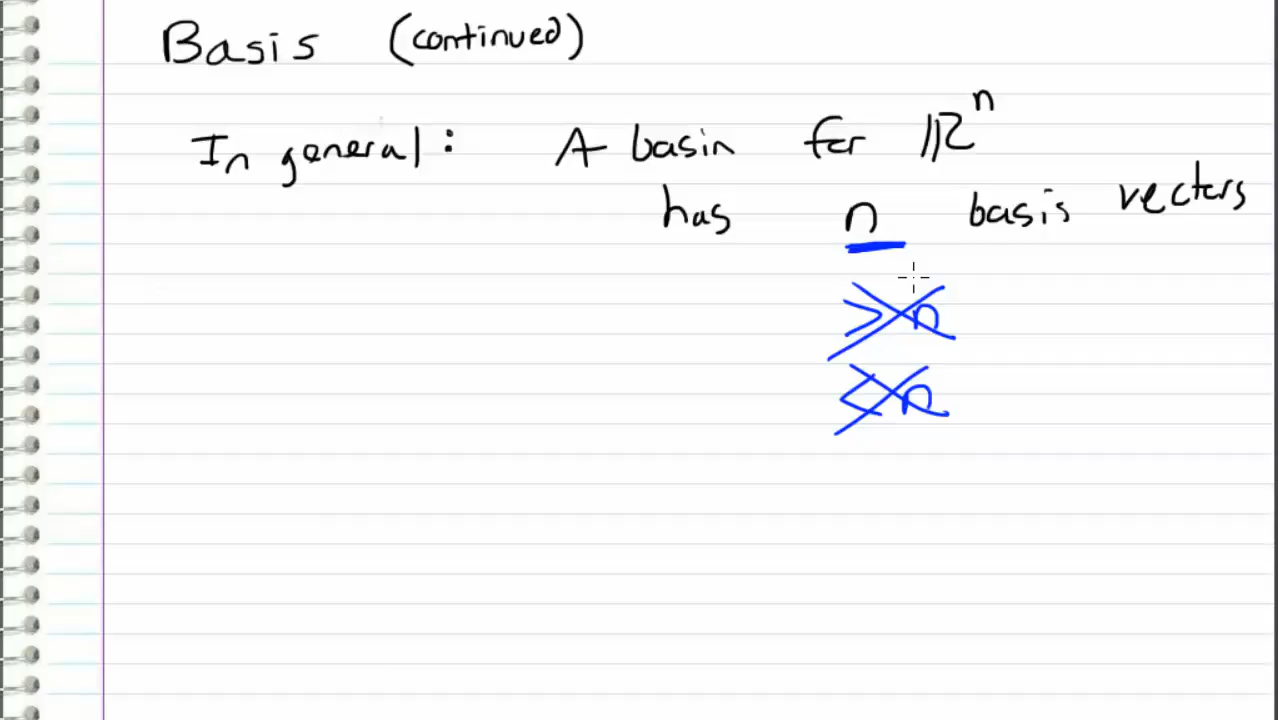 Basis (continued)
In general: A basin for ℝⁿ
has n basis vectors
>n
<n